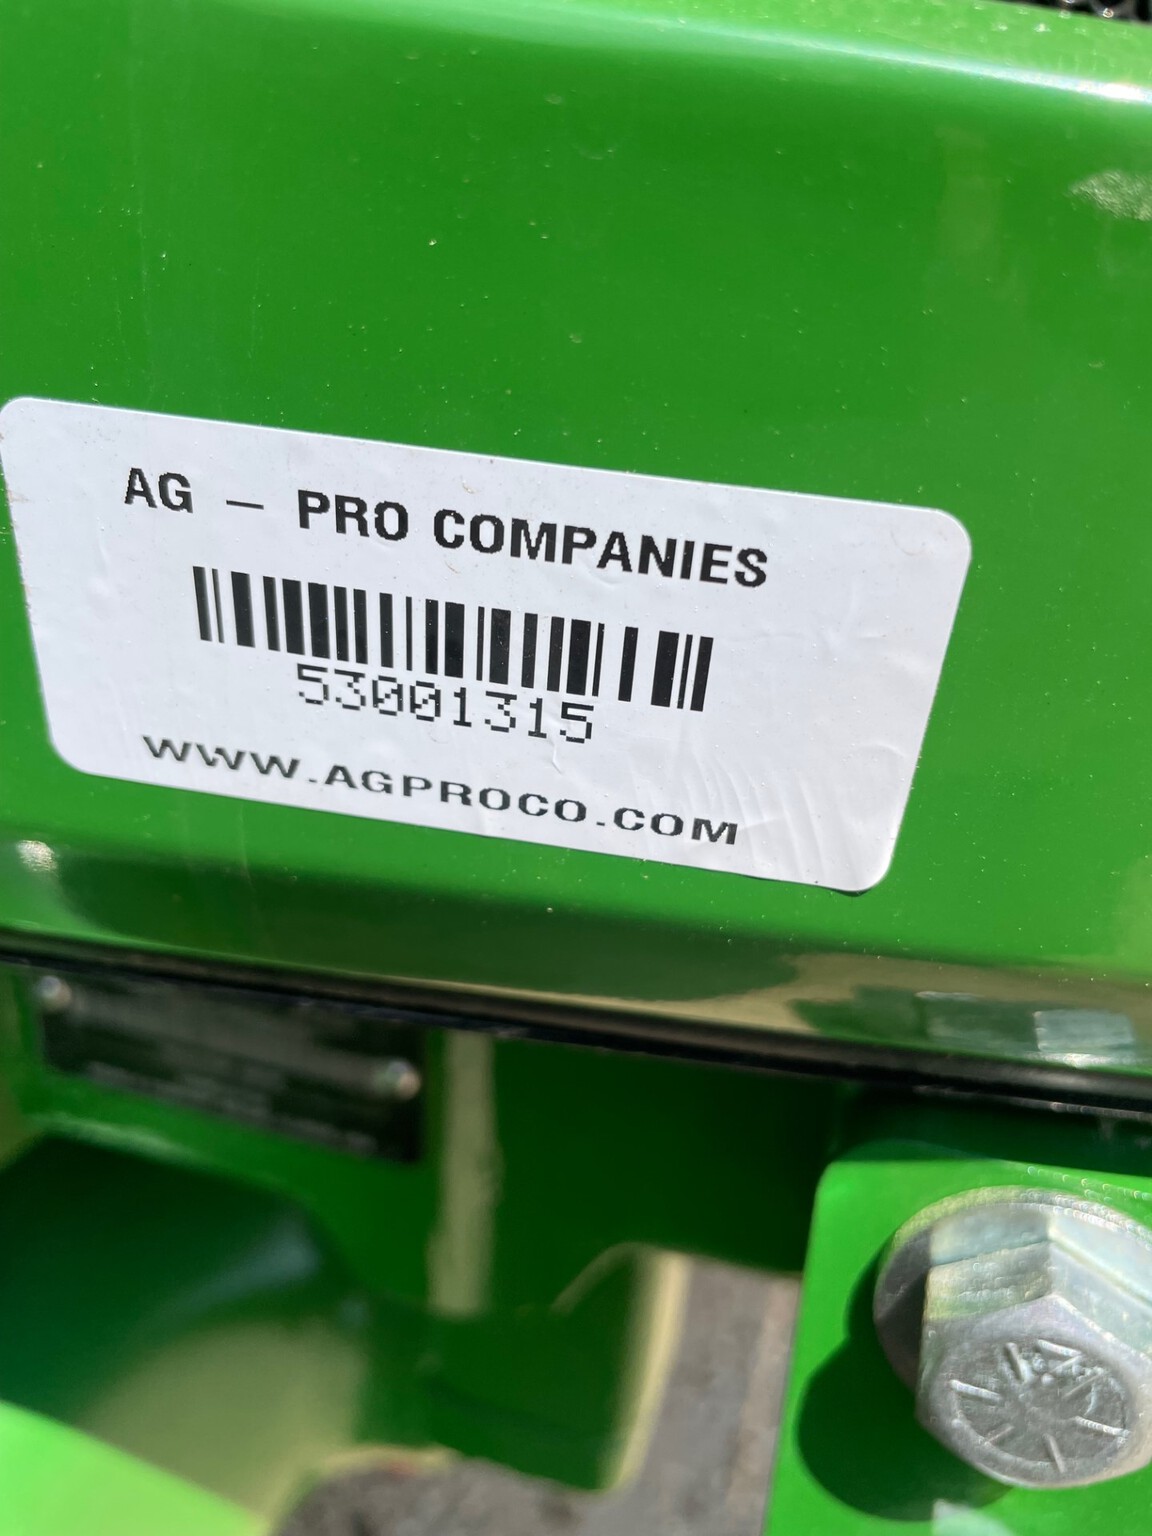 AG - PRO COMPANIES
53001315
WWW.AGPROCO.COM